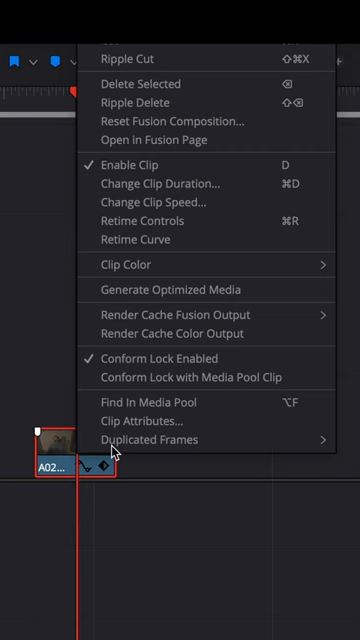 Ripple Cut ⇧⌘X
Delete Selected ⌫
Ripple Delete ⇧⌫
Reset Fusion Composition...
Open in Fusion Page
✓ Enable Clip D
Change Clip Duration... ⌘D
Change Clip Speed...
Retime Controls ⌘R
Retime Curve
Clip Color >
Generate Optimized Media
Render Cache Fusion Output >
Render Cache Color Output
✓ Conform Lock Enabled
Conform Lock with Media Pool Clip
Find In Media Pool ⌥F
Clip Attributes...
Duplicated Frames >
A02...